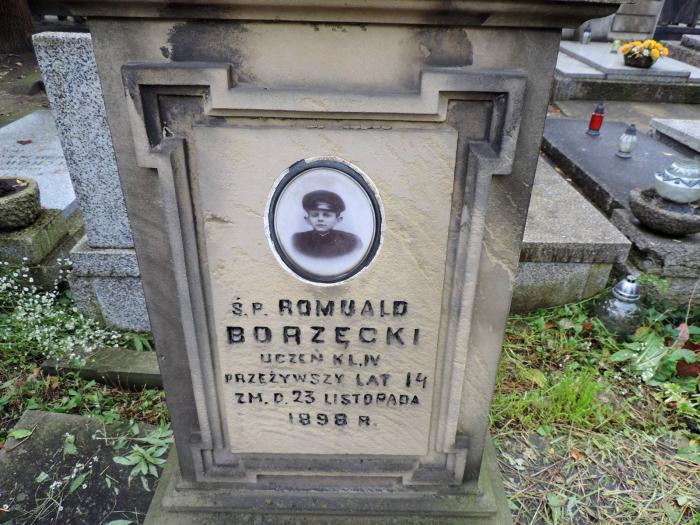 Ś.P. ROMUALD
BORZĘCKI
UCZEŃ KL.IV
PRZEŻYWSZY LAT 14
ZM. D. 23 LISTOPADA
1898 R.